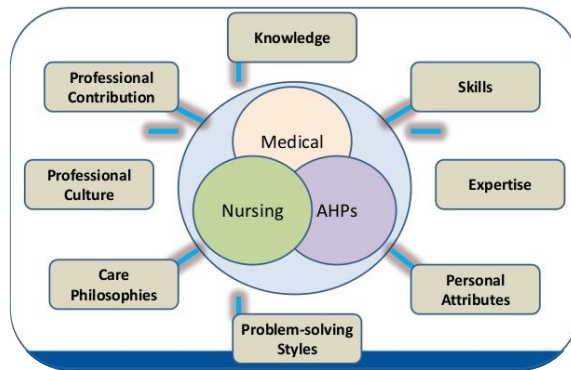 Knowledge
Professional
Contribution
Skills
Medical
Professional
Culture
Expertise
Nursing
AHPs
Care
Philosophies
Personal
Attributes
Problem-solving
Styles